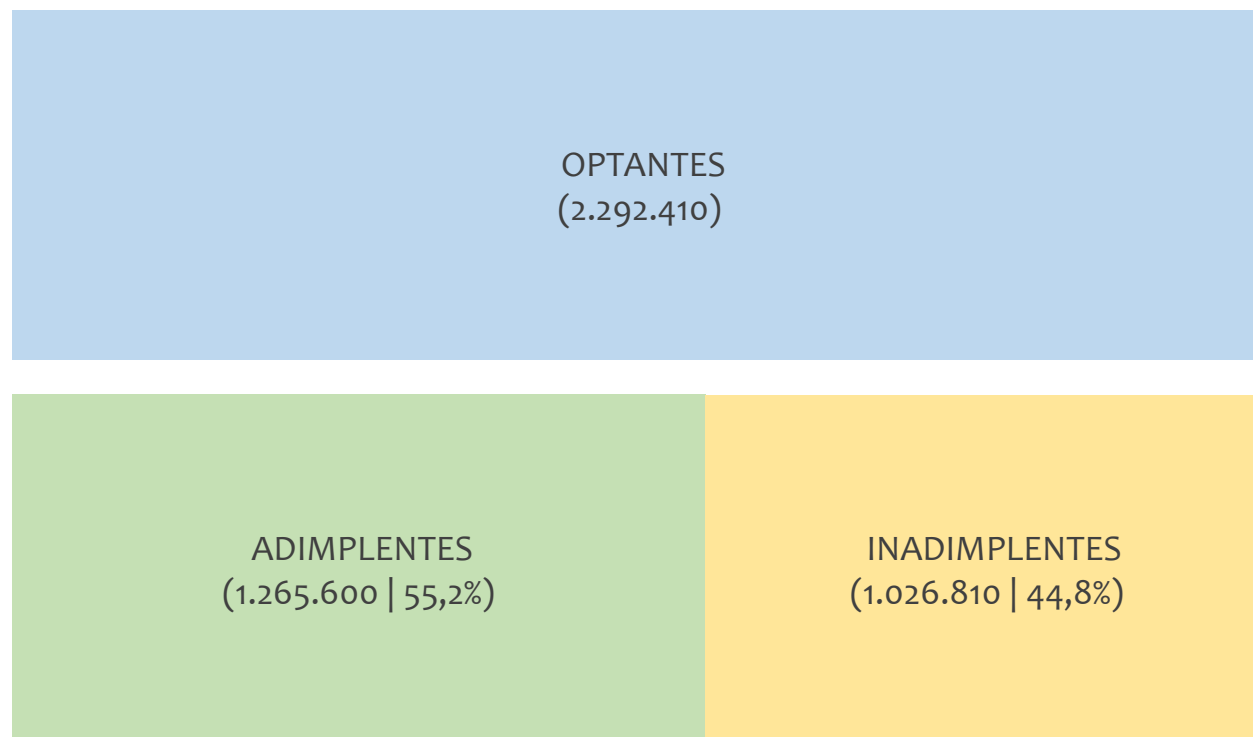 OPTANTES
(2.292.410)
ADIMPLENTES
(1.265.600 | 55,2%)
INADIMPLENTES
(1.026.810 | 44,8%)